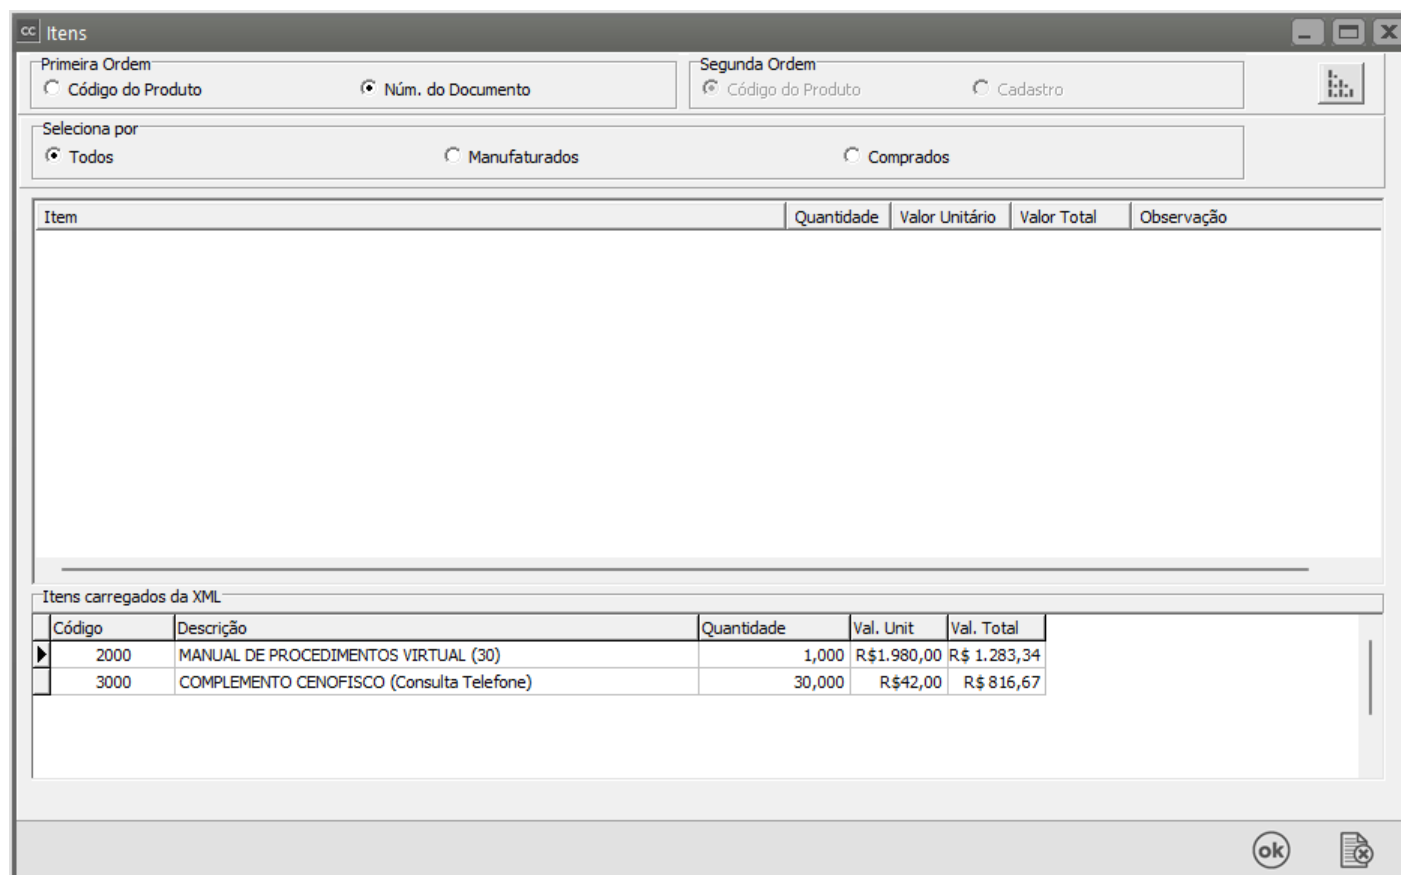 cc Itens
Primeira Ordem
Código do Produto Núm. do Documento
Segunda Ordem
Código do Produto Cadastro
Seleciona por
Todos Manufaturados Comprados
Item Quantidade Valor Unitário Valor Total Observação
Itens carregados da XML
Código Descrição Quantidade Val. Unit Val. Total
2000 MANUAL DE PROCEDIMENTOS VIRTUAL (30) 1,000 R$1.980,00 R$ 1.283,34
3000 COMPLEMENTO CENOFISCO (Consulta Telefone) 30,000 R$42,00 R$ 816,67
ok